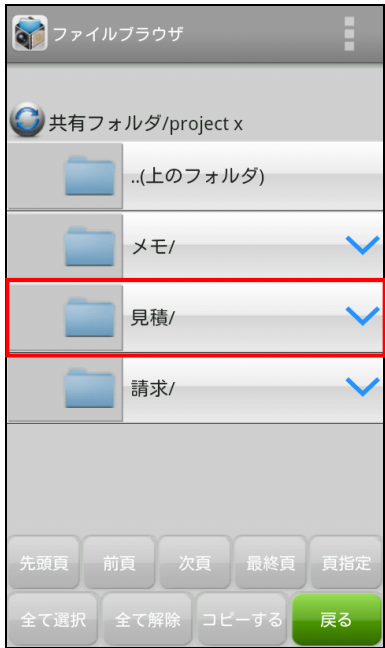 ファイルブラウザ
共有フォルダ/project x
..(上のフォルダ)
メモ/
見積/
請求/
先頭頁 前頁 次頁 最終頁 頁指定
全て選択 全て解除 コピーする 戻る